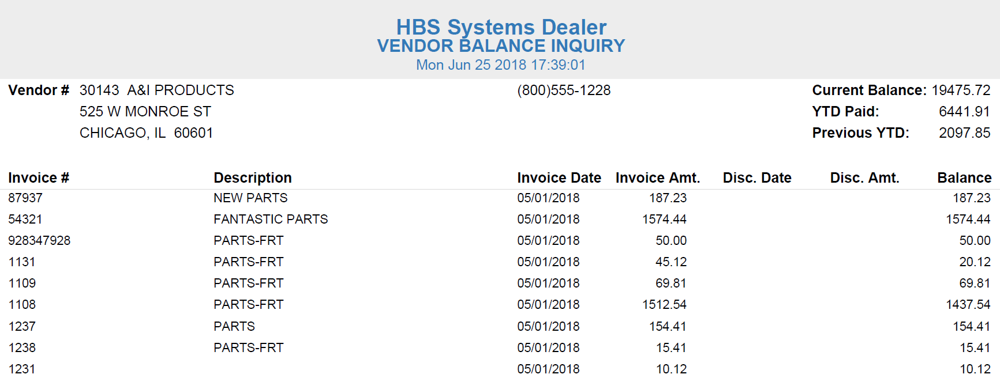 HBS Systems Dealer
VENDOR BALANCE INQUIRY
Mon Jun 25 2018 17:39:01
Vendor # 30143 A&I PRODUCTS (800)555-1228 Current Balance: 19475.72
525 W MONROE ST YTD Paid: 6441.91
CHICAGO, IL 60601 Previous YTD: 2097.85
Invoice # Description Invoice Date Invoice Amt. Disc. Date Disc. Amt. Balance
87937 NEW PARTS 05/01/2018 187.23 187.23
54321 FANTASTIC PARTS 05/01/2018 1574.44 1574.44
928347928 PARTS-FRT 05/01/2018 50.00 50.00
1131 PARTS-FRT 05/01/2018 45.12 20.12
1109 PARTS-FRT 05/01/2018 69.81 69.81
1108 PARTS-FRT 05/01/2018 1512.54 1437.54
1237 PARTS 05/01/2018 154.41 154.41
1238 PARTS-FRT 05/01/2018 15.41 15.41
1231 05/01/2018 10.12 10.12